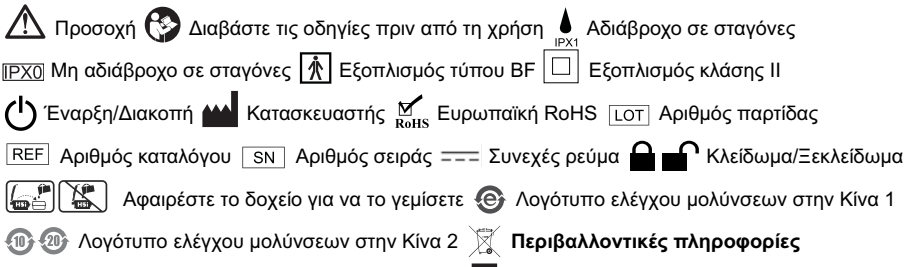 Προσοχή Διαβάστε τις οδηγίες πριν από τη χρήση IPX1 Αδιάβροχο σε σταγόνες
IPX0 Μη αδιάβροχο σε σταγόνες Εξοπλισμός τύπου BF Εξοπλισμός κλάσης II
Έναρξη/Διακοπή Κατασκευαστής RoHS Ευρωπαϊκή RoHS LOT Αριθμός παρτίδας
REF Αριθμός καταλόγου SN Αριθμός σειράς Συνεχές ρεύμα Κλείδωμα/Ξεκλείδωμα
HSI HSI Αφαιρέστε το δοχείο για να το γεμίσετε e Λογότυπο ελέγχου μολύνσεων στην Κίνα 1
10 20 Λογότυπο ελέγχου μολύνσεων στην Κίνα 2 Περιβαλλοντικές πληροφορίες